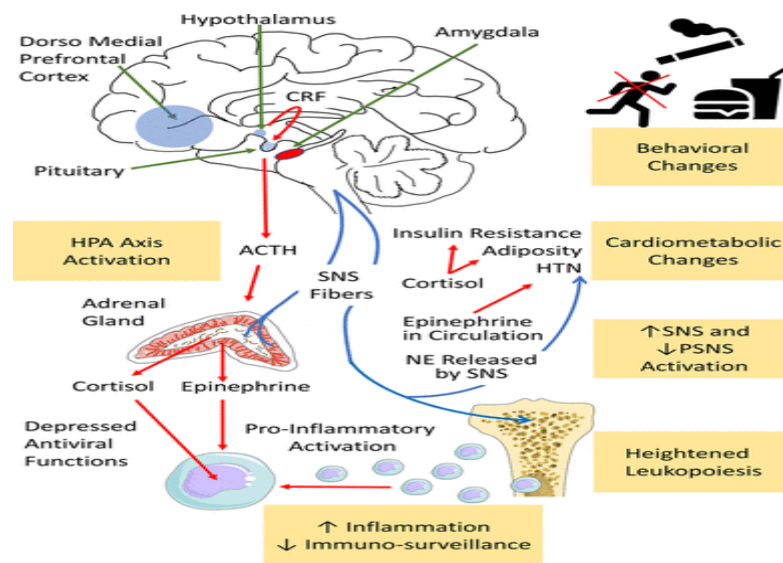 Hypothalamus
Dorso Medial
Prefrontal
Cortex
Amygdala
CRF
Pituitary
Behavioral
Changes
HPA Axis
Activation
ACTH
SNS
Fibers
Insulin Resistance
Adiposity
HTN
Cortisol
Cardiometabolic
Changes
Adrenal
Gland
Epinephrine
in Circulation
NE Released
by SNS
↑SNS and
↓PSNS
Activation
Cortisol
Epinephrine
Depressed
Antiviral
Functions
Pro-Inflammatory
Activation
Heightened
Leukopoiesis
↑ Inflammation
↓ Immuno-surveillance